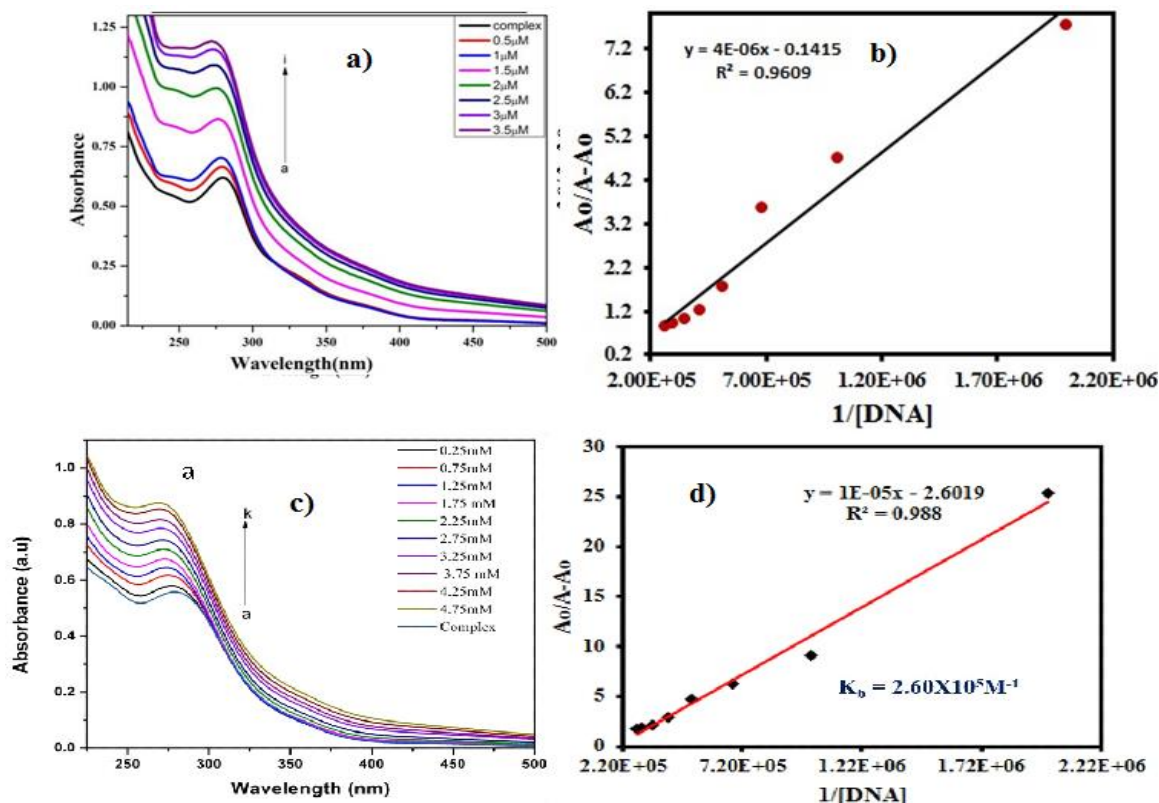 1.25
1.00
0.75
0.50
0.25
0.00
Absorbance
a)
i
a
complex
0.5µM
1µM
1.5µM
2µM
2.5µM
3µM
3.5µM
250 300 350 400 450 500
Wavelength(nm)
b)
y = 4E-06x - 0.1415
R² = 0.9609
7.2
6.2
5.2
4.2
3.2
2.2
1.2
0.2
A0/A-A0
2.00E+05 7.00E+05 1.20E+06 1.70E+06 2.20E+06
1/[DNA]
1.0
0.8
0.6
0.4
0.2
0.0
Absorbance (a.u)
a
c)
k
a
0.25mM
0.75mM
1.25mM
1.75 mM
2.25mM
2.75mM
3.25mM
3.75 mM
4.25mM
4.75mM
Complex
250 300 350 400 450 500
Wavelength (nm)
d)
y = 1E-05x - 2.6019
R² = 0.988
Kb = 2.60X10⁵M⁻¹
30
25
20
15
10
5
0
A0/A-A0
2.20E+05 7.20E+05 1.22E+06 1.72E+06 2.22E+06
1/[DNA]